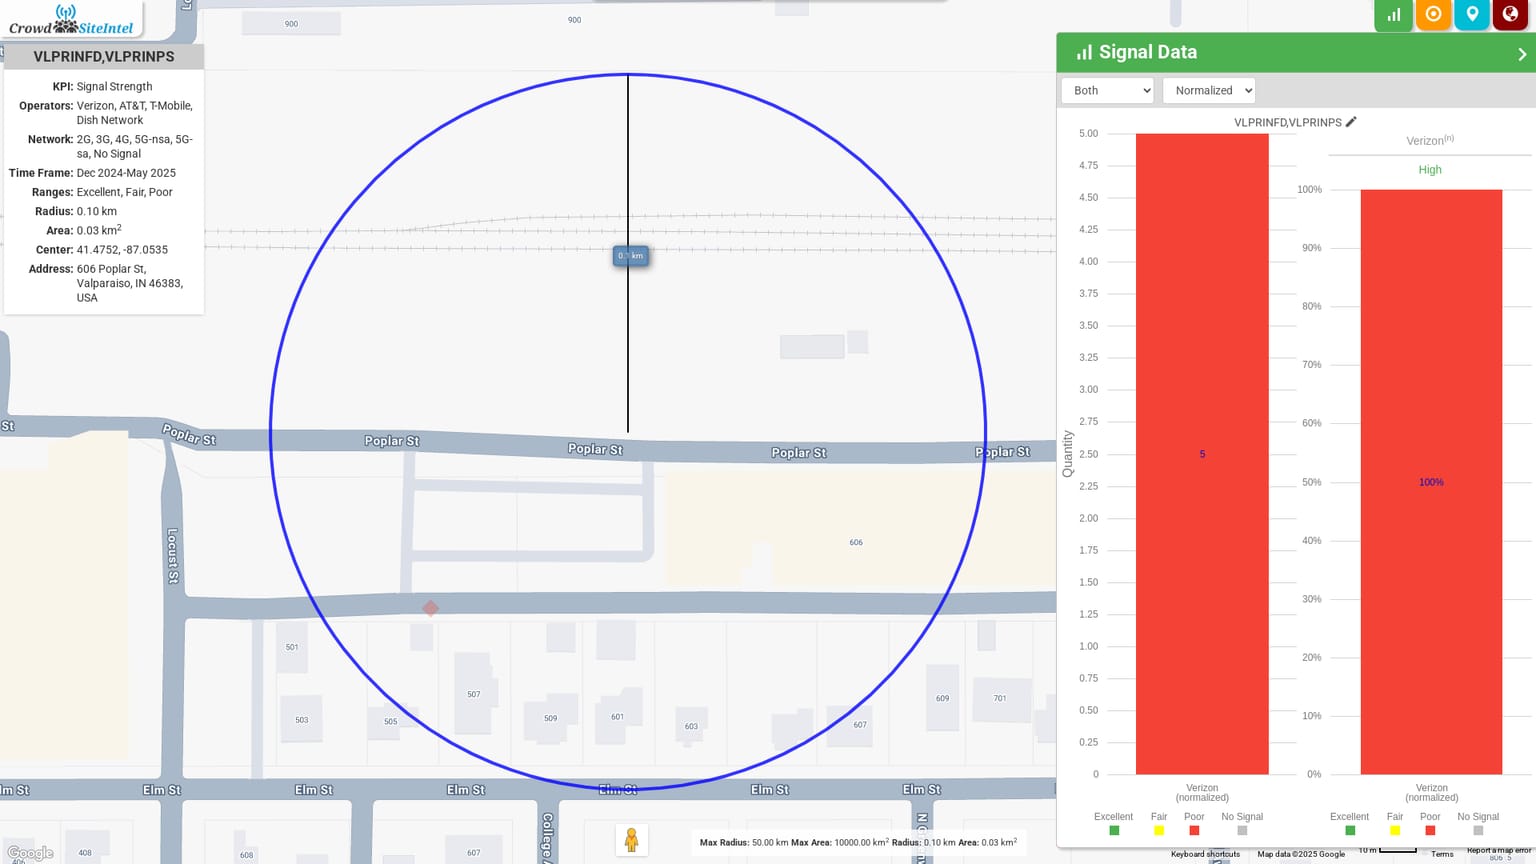 CrowdSiteIntel
VLPRINFD,VLPRINPS
KPI: Signal Strength
Operators: Verizon, AT&T, T-Mobile,
Dish Network
Network: 2G, 3G, 4G, 5G-nsa, 5G-
sa, No Signal
Time Frame: Dec 2024-May 2025
Ranges: Excellent, Fair, Poor
Radius: 0.10 km
Area: 0.03 km²
Center: 41.4752, -87.0535
Address: 606 Poplar St,
Valparaiso, IN 46383,
USA
900
900
0.1 km
St
Poplar St
Poplar St
Poplar St
Poplar St
Poplar St
Locust St
606
501
503
505
507
509
601
603
607
609
701
lm St
Elm St
Elm St
Elm St
Elm St
Elm St
Elm St
College
408
406
608
607
Google
Max Radius: 50.00 km Max Area: 10000.00 km² Radius: 0.10 km Area: 0.03 km²
Signal Data
Both
Normalized
VLPRINFD,VLPRINPS
Quantity
5.00
4.75
4.50
4.25
4.00
3.75
3.50
3.25
3.00
2.75
2.50
2.25
2.00
1.75
1.50
1.25
1.00
0.75
0.50
0.25
0
5
Verizon
(normalized)
Excellent Fair Poor No Signal
Verizon(n)
High
100%
90%
80%
70%
60%
50%
40%
30%
20%
10%
0%
100%
Verizon
(normalized)
Excellent Fair Poor No Signal
Keyboard shortcuts
Map data ©2025 Google
10 m
Terms
Report a map error
806
5